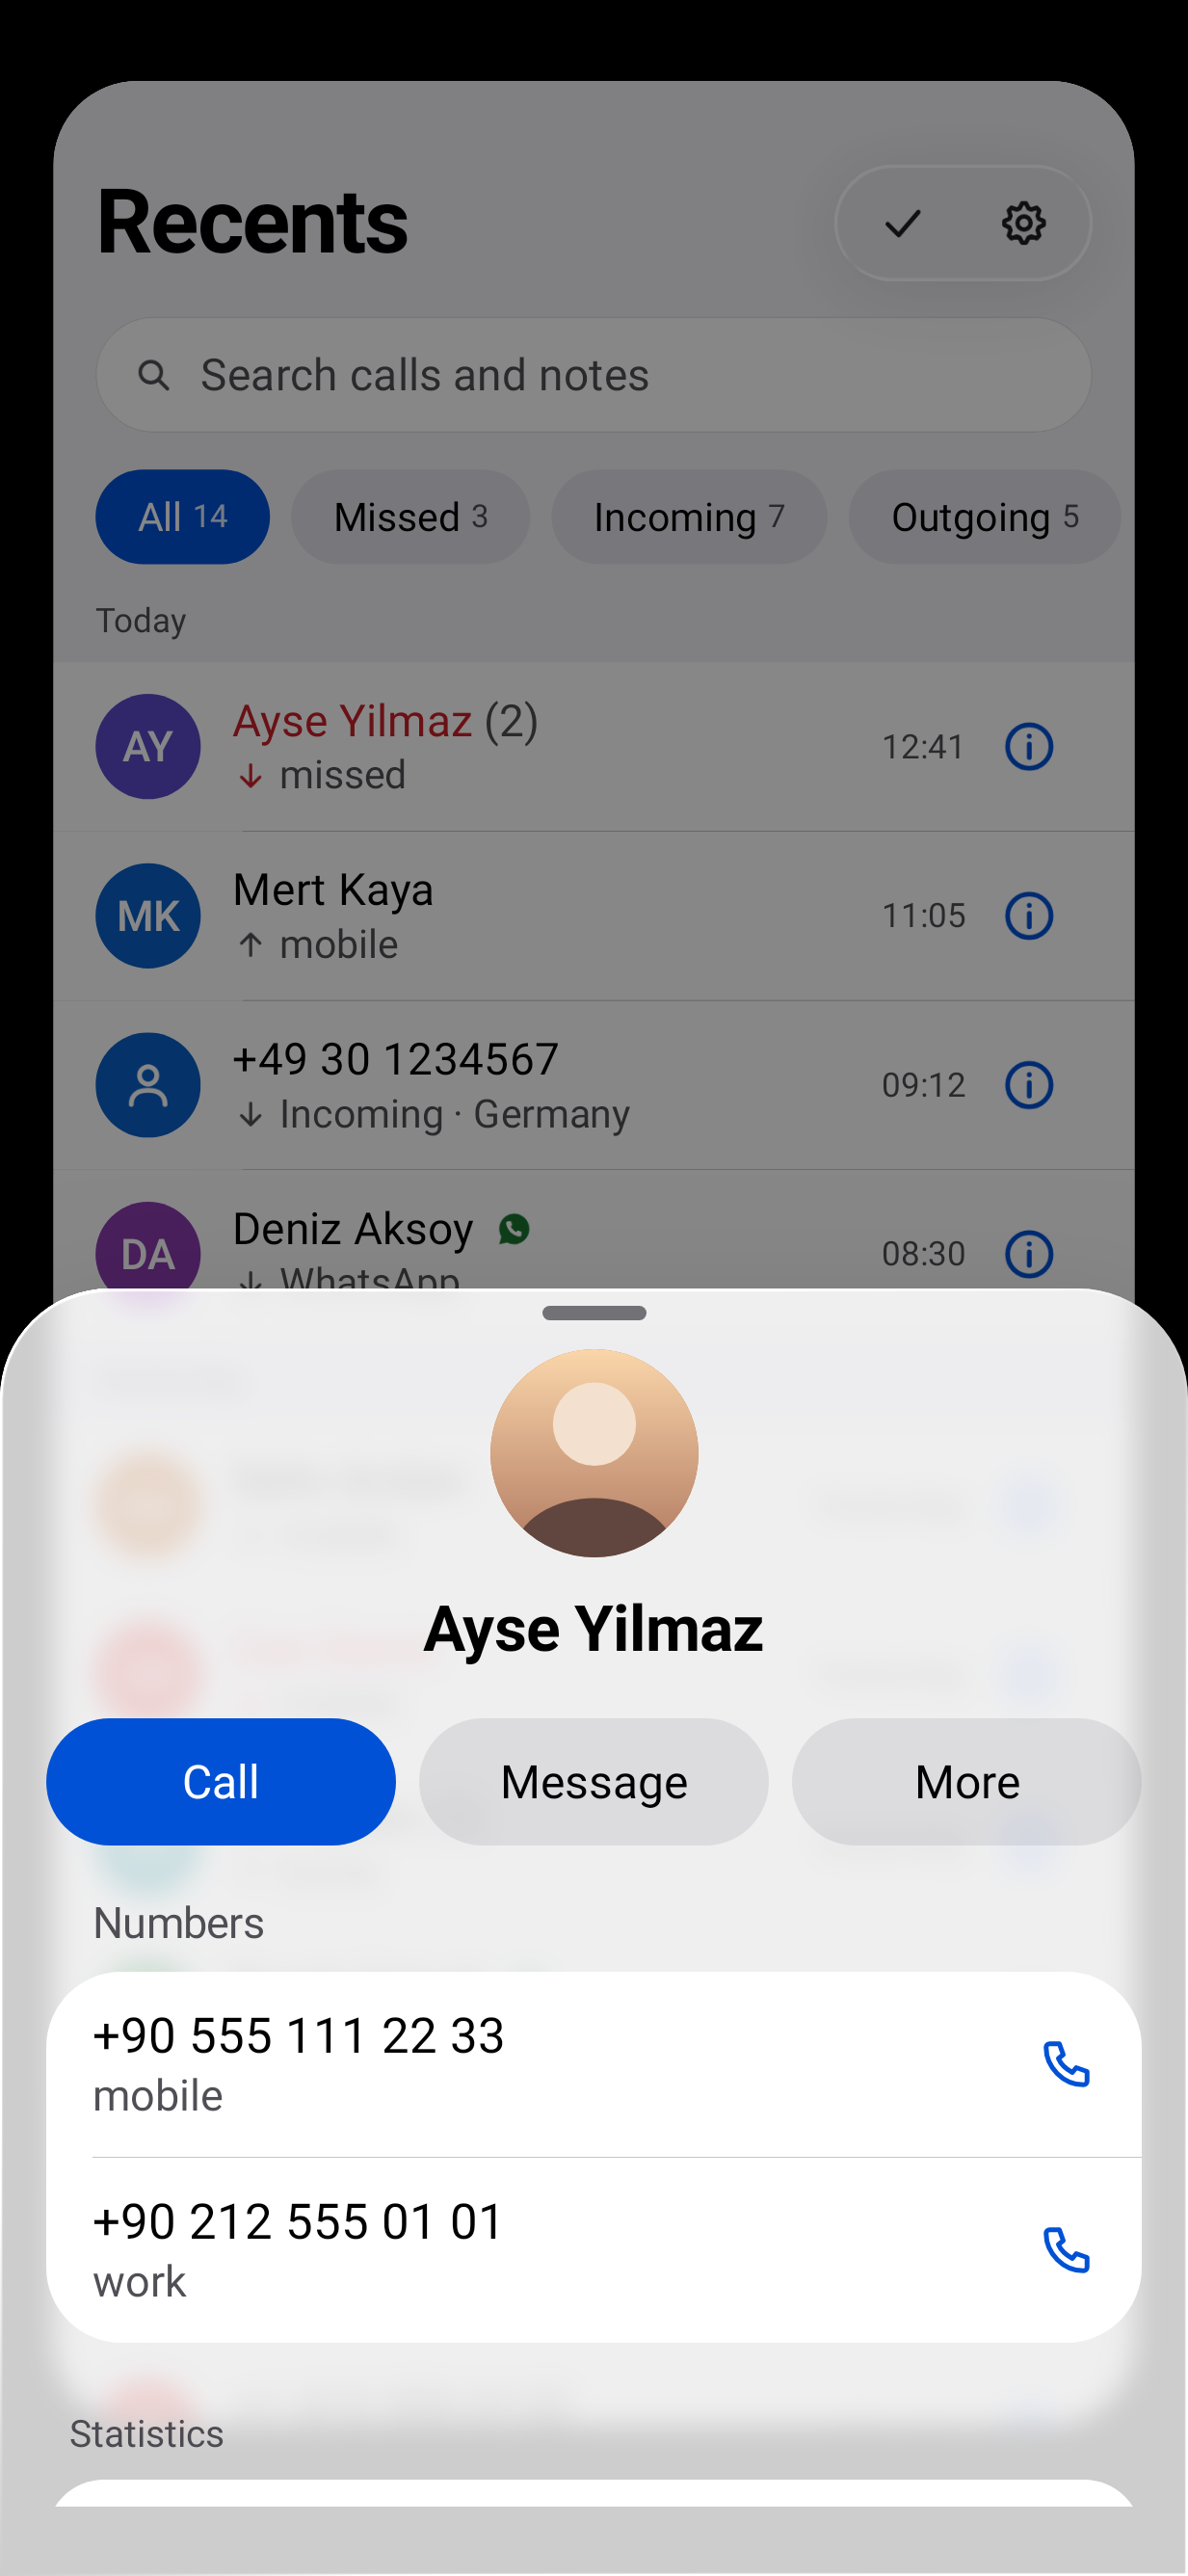 Recents
Search calls and notes
All 14 Missed 3 Incoming 7 Outgoing 5
Today
AY Ayse Yilmaz (2) 12:41
missed
MK Mert Kaya 11:05
mobile
+49 30 1234567 09:12
Incoming · Germany
DA Deniz Aksoy 08:30
WhatsApp
Ayse Yilmaz
Call Message More
Numbers
+90 555 111 22 33
mobile
+90 212 555 01 01
work
Statistics